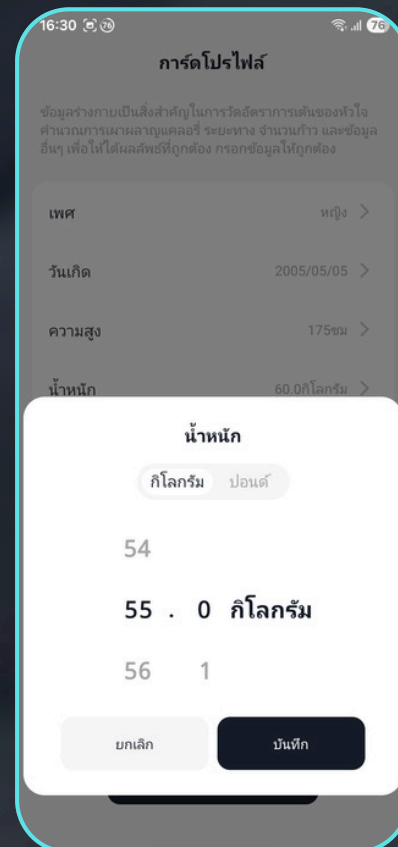 16:30 76
76
การ์ดโปรไฟล์
ข้อมูลร่างกายเป็นสิ่งสำคัญในการวัดอัตราการเต้นของหัวใจ
คำนวณการเผาผลาญแคลอรี่ ระยะทาง จำนวนก้าว และข้อมูล
อื่นๆ เพื่อให้ได้ผลลัพธ์ที่ถูกต้อง กรอกข้อมูลให้ถูกต้อง
เพศ หญิง >
วันเกิด 2005/05/05 >
ความสูง 175ซม >
น้ำหนัก 60.0กิโลกรัม >
น้ำหนัก
กิโลกรัม ปอนด์
54
55 . 0 กิโลกรัม
56 1
ยกเลิก บันทึก